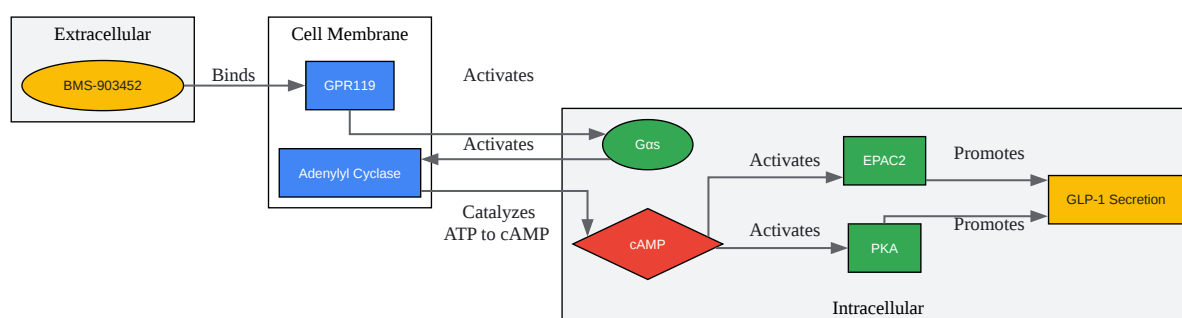 Extracellular
BMS-903452
Binds
Cell Membrane
GPR119
Activates
Adenylyl Cyclase
Activates
Catalyzes
ATP to cAMP
Gαs
cAMP
Activates
EPAC2
Promotes
Activates
PKA
Promotes
GLP-1 Secretion
Intracellular